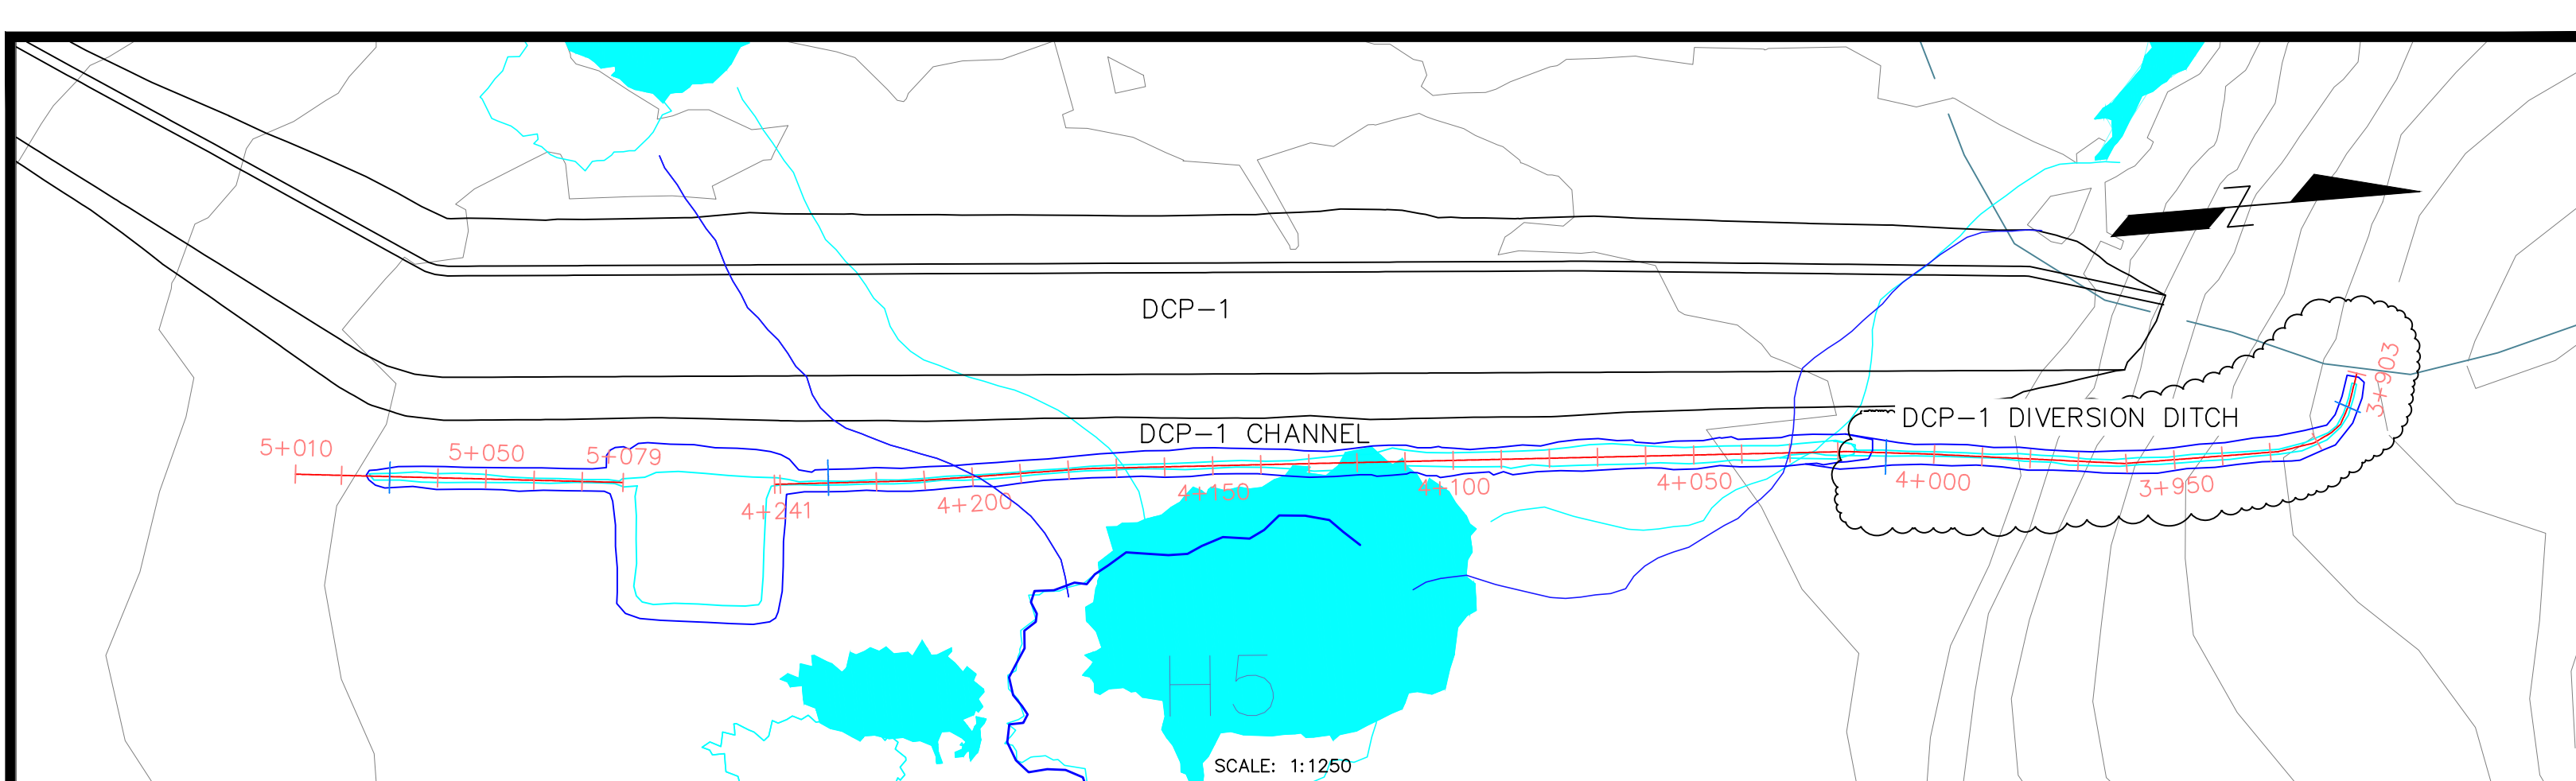 Z
DCP-1
3+903
DCP-1 DIVERSION DITCH
DCP-1 CHANNEL
5+010
5+050
5+079
4+241
4+200
4+150
4+100
4+050
4+000
3+950
H5
SCALE: 1:1250